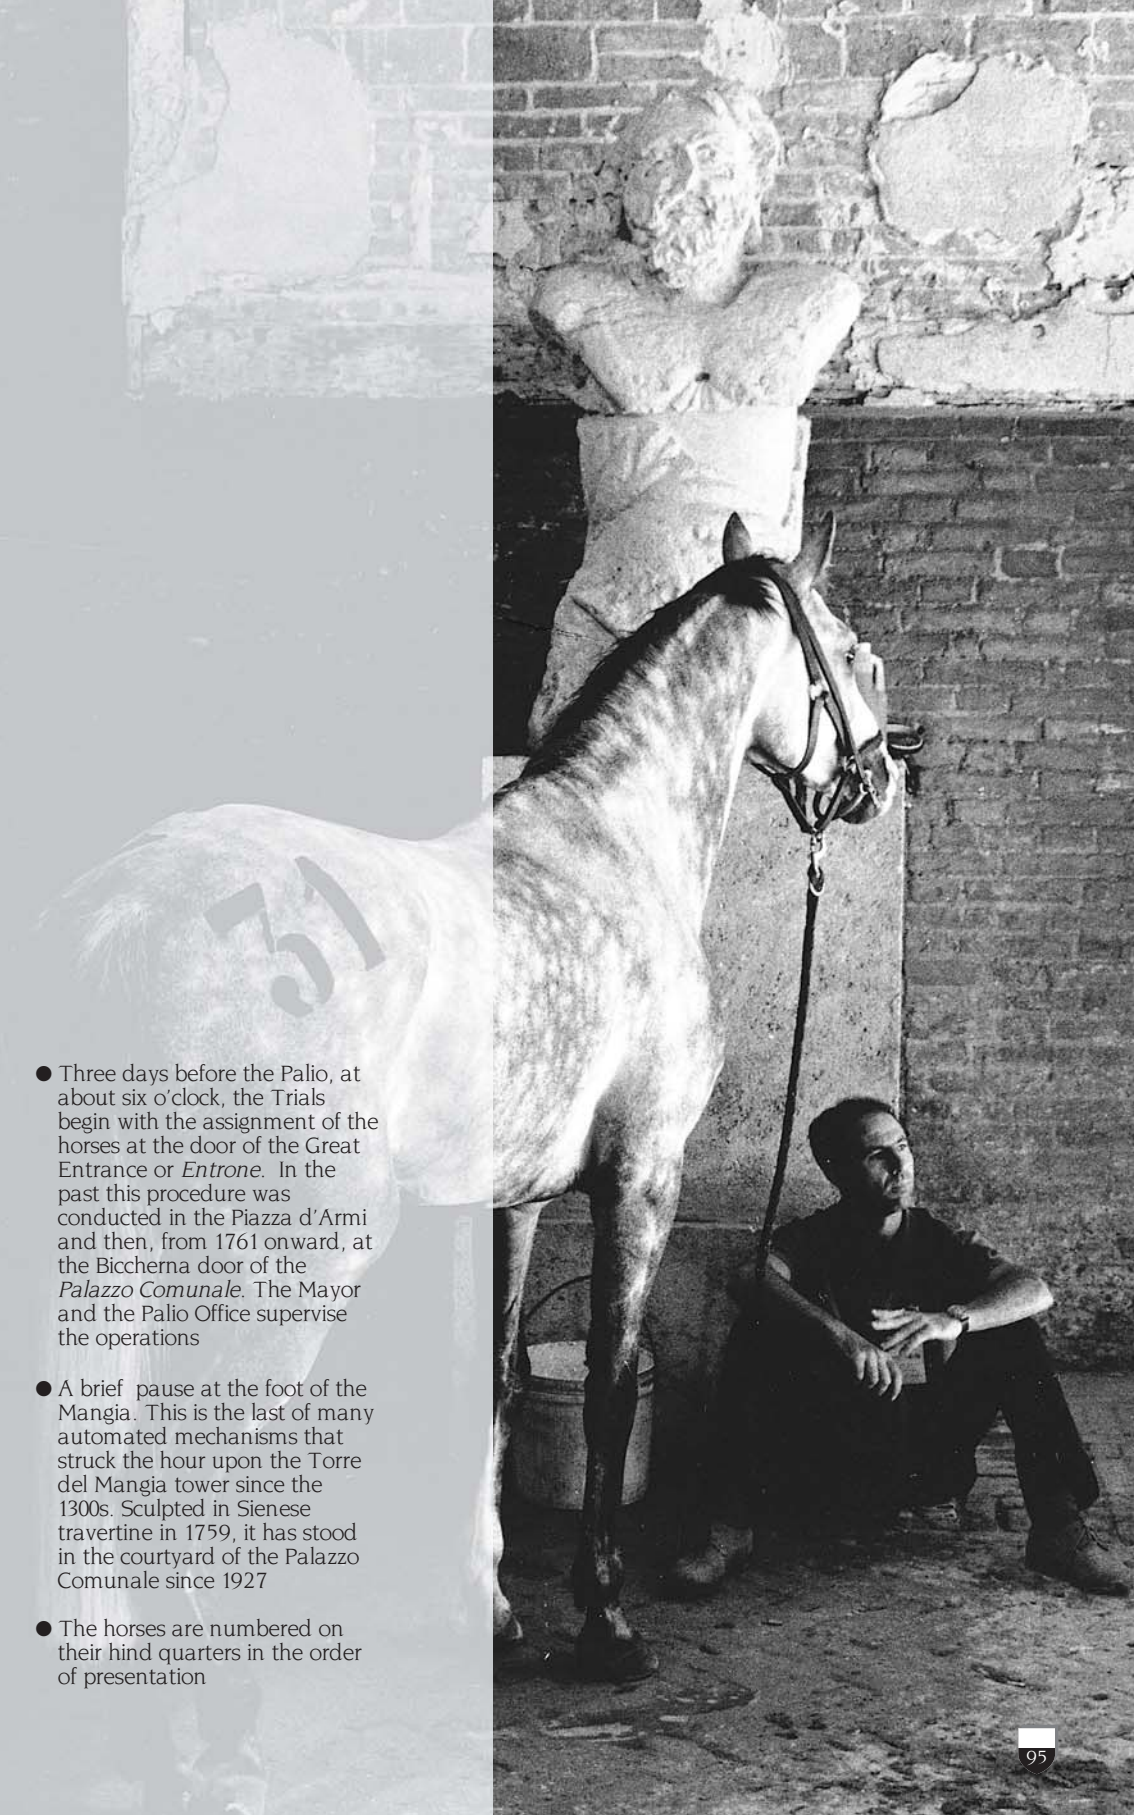 31
● Three days before the Palio, at
about six o'clock, the Trials
begin with the assignment of the
horses at the door of the Great
Entrance or Entrone. In the
past this procedure was
conducted in the Piazza d'Armi
and then, from 1761 onward, at
the Biccherna door of the
Palazzo Comunale. The Mayor
and the Palio Office supervise
the operations
● A brief pause at the foot of the
Mangia. This is the last of many
automated mechanisms that
struck the hour upon the Torre
del Mangia tower since the
1300s. Sculpted in Sienese
travertine in 1759, it has stood
in the courtyard of the Palazzo
Comunale since 1927
● The horses are numbered on
their hind quarters in the order
of presentation
95